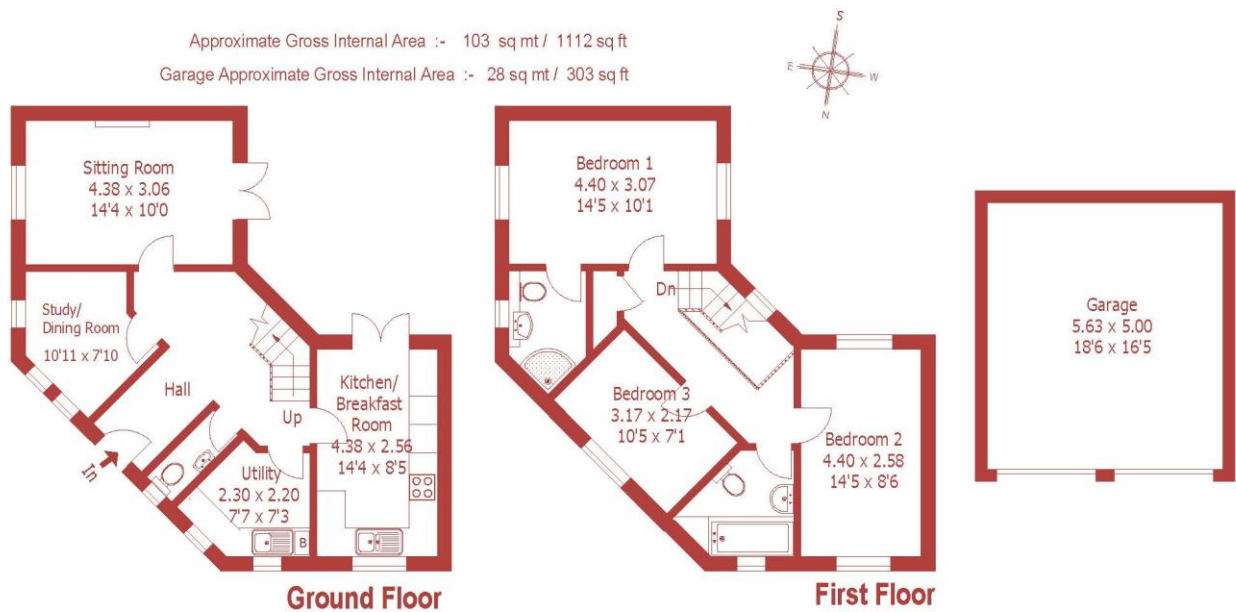 Approximate Gross Internal Area :- 103 sq mt / 1112 sq ft
Garage Approximate Gross Internal Area :- 28 sq mt / 303 sq ft
S
E
W
N
Sitting Room
4.38 x 3.06
14'4 x 10'0
Study/
Dining Room
10'11 x 7'10
Hall
In
Up
Utility
2.30 x 2.20
7'7 x 7'3
B
Kitchen/
Breakfast
Room
4.38 x 2.56
14'4 x 8'5
Ground Floor
Bedroom 1
4.40 x 3.07
14'5 x 10'1
Dn
Bedroom 3
3.17 x 2.17
10'5 x 7'1
Bedroom 2
4.40 x 2.58
14'5 x 8'6
First Floor
Garage
5.63 x 5.00
18'6 x 16'5